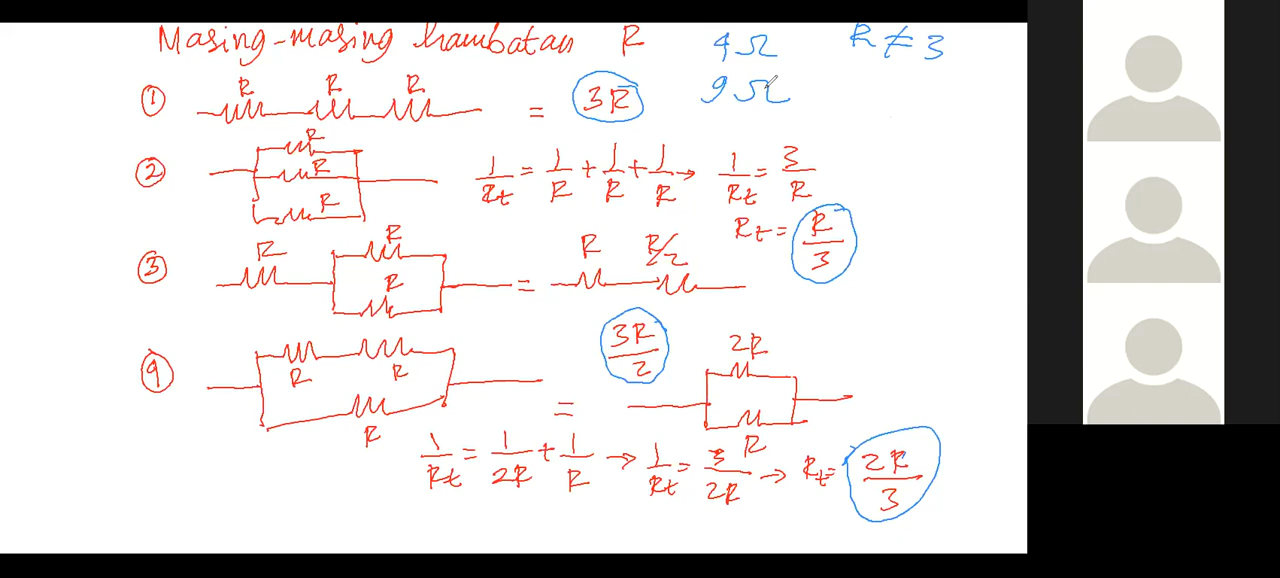 Masing-masing hambatan R 4Ω R ≠ 3
9Ω
① R R R = 3R
② R R R 1/Rt = 1/R + 1/R + 1/R → 1/Rt = 3/R
Rt = R/3
③ R R R = R R/2
3R/2
④ R R R = 2R R
1/Rt = 1/2R + 1/R → 1/Rt = 3/2R → Rt = 2R/3